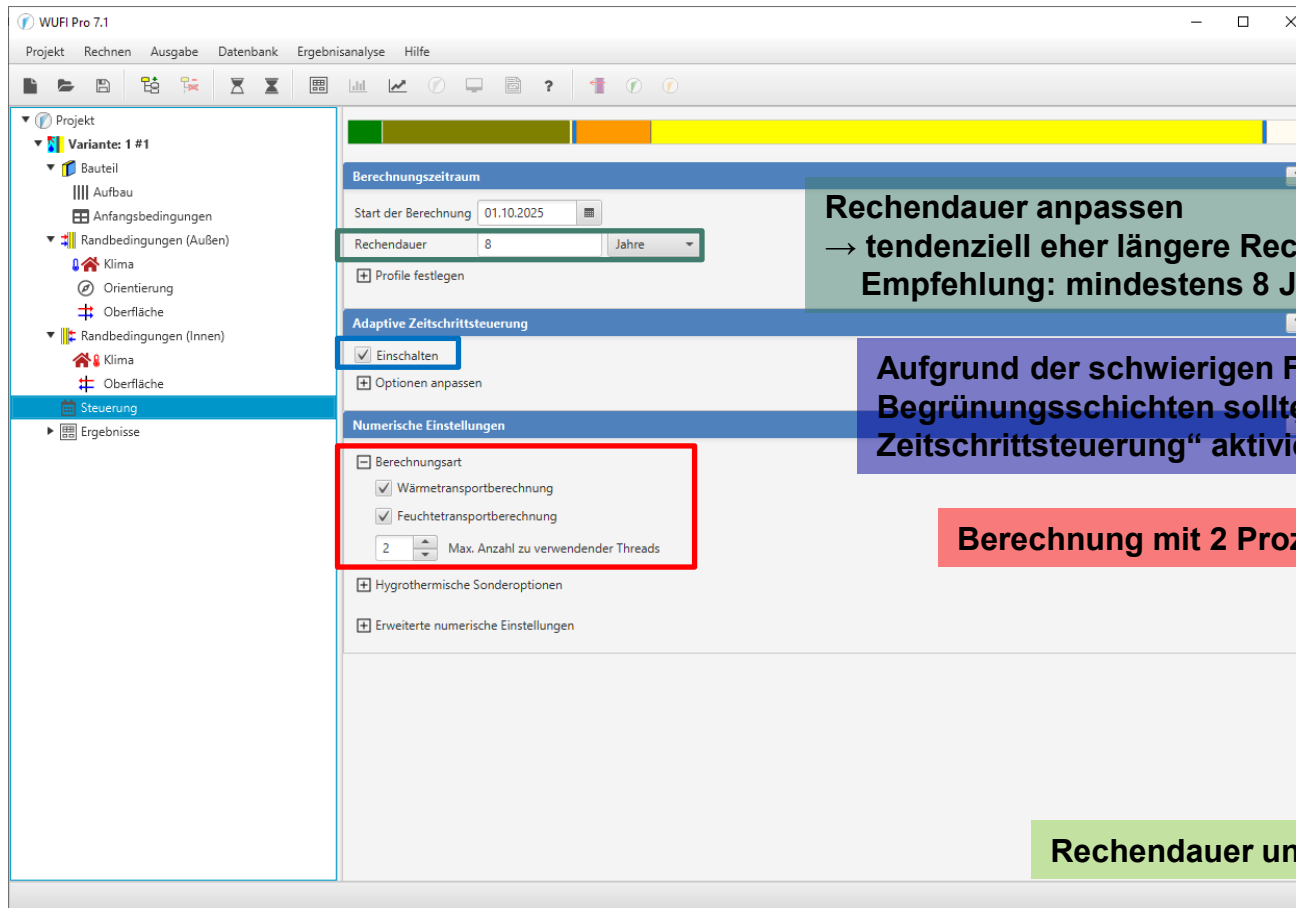 WUFI Pro 7.1
Projekt Rechnen Ausgabe Datenbank Ergebnisanalyse Hilfe
?
Projekt
Variante: 1 #1
Bauteil
Aufbau
Anfangsbedingungen
Randbedingungen (Außen)
Klima
Orientierung
Oberfläche
Randbedingungen (Innen)
Klima
Oberfläche
Steuerung
Ergebnisse
Berechnungszeitraum
Start der Berechnung 01.10.2025
Rechendauer 8 Jahre
Profile festlegen
Adaptive Zeitschrittsteuerung
Einschalten
Optionen anpassen
Numerische Einstellungen
Berechnungsart
Wärmetransportberechnung
Feuchtetransportberechnung
2 Max. Anzahl zu verwendender Threads
Hygrothermische Sonderoptionen
Erweiterte numerische Einstellungen
Rechendauer anpassen
→ tendenziell eher längere Rec
Empfehlung: mindestens 8 J
Aufgrund der schwierigen F
Begrünungsschichten sollte
Zeitschrittsteuerung“ aktivie
Berechnung mit 2 Proz
Rechendauer un